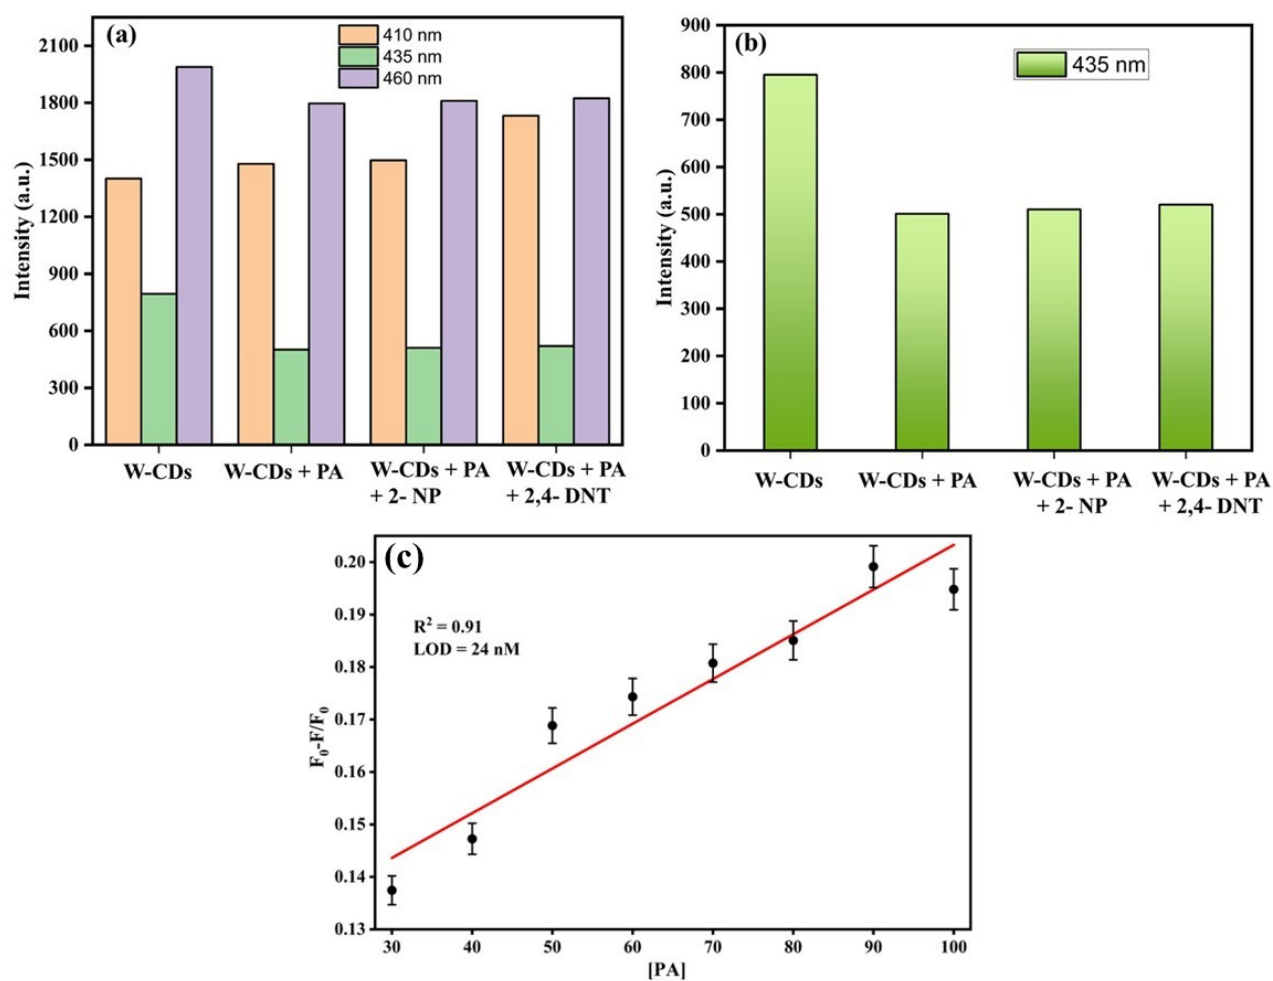 (a)
410 nm
435 nm
460 nm
2100
1800
1500
1200
900
600
300
0
Intensity (a.u.)
W-CDs
W-CDs + PA
W-CDs + PA
+ 2- NP
W-CDs + PA
+ 2,4- DNT
(b)
435 nm
900
800
700
600
500
400
300
200
100
0
Intensity (a.u.)
W-CDs
W-CDs + PA
W-CDs + PA
+ 2- NP
W-CDs + PA
+ 2,4- DNT
(c)
R² = 0.91
LOD = 24 nM
0.20
0.19
0.18
0.17
0.16
0.15
0.14
0.13
F₀-F/F₀
30
40
50
60
70
80
90
100
[PA]